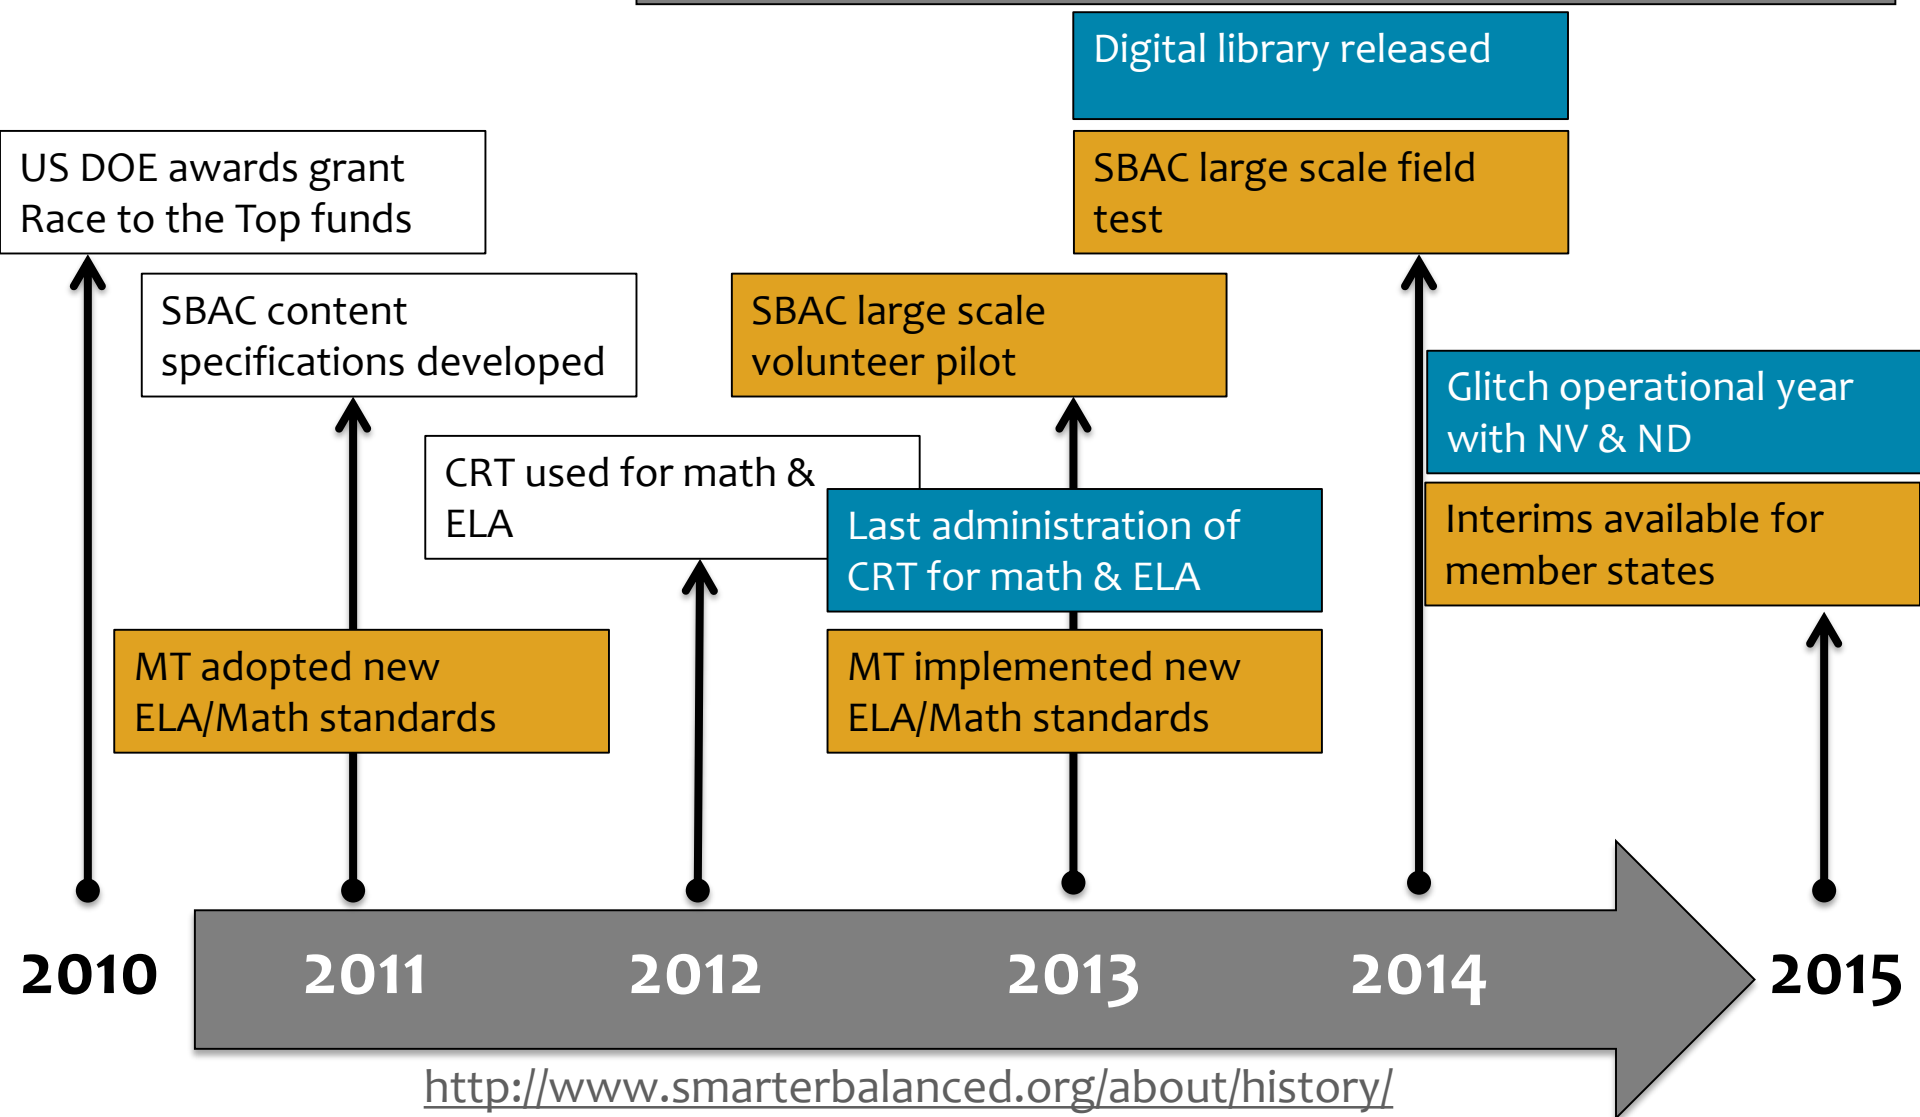 Digital library released
US DOE awards grant
Race to the Top funds
SBAC large scale field
test
SBAC content
specifications developed
SBAC large scale
volunteer pilot
Glitch operational year
with NV & ND
CRT used for math &
ELA
Last administration of
CRT for math & ELA
Interims available for
member states
MT adopted new
ELA/Math standards
MT implemented new
ELA/Math standards
2010
2011
2012
2013
2014
2015
http://www.smarterbalanced.org/about/history/